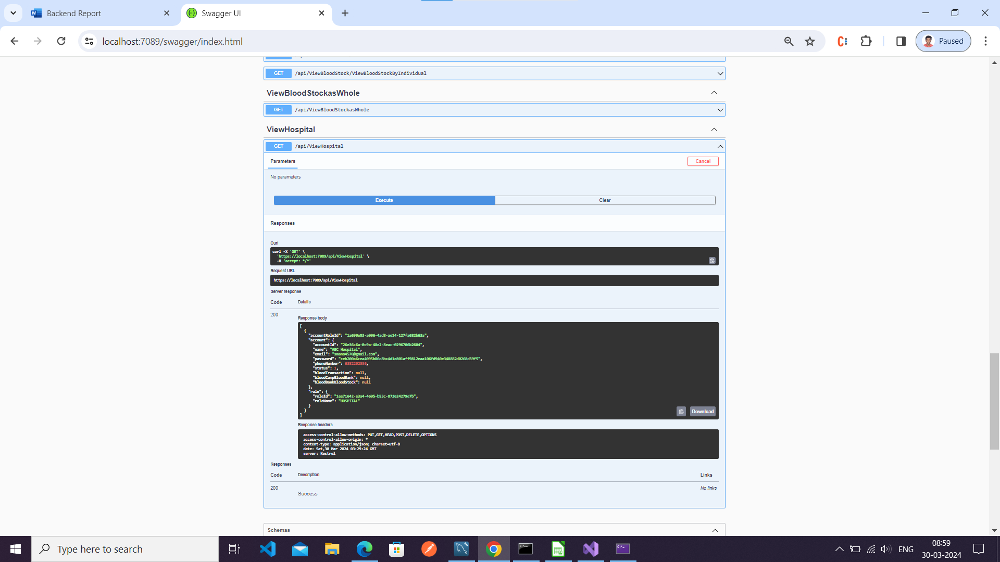 Backend Report
Swagger UI
localhost:7089/swagger/index.html
Paused
GET /api/ViewBloodStock/ViewBloodStockByIndividual
ViewBloodStockasWhole
GET /api/ViewBloodStockasWhole
ViewHospital
GET /api/ViewHospital
Parameters
Cancel
No parameters
Execute
Clear
Responses
Curl
curl -X 'GET' \
'https://localhost:7089/api/ViewHospital' \
-H 'accept: */*'
Request URL
https://localhost:7089/api/ViewHospital
Server response
Code Details
200
Response body
[
{
"accountRoleId": "1a690e83-a006-4ad8-ae14-127fa682b63a",
"account": {
"accountId": "26e36c6a-0c9a-48e2-8eac-0296706b2604",
"name": "ABC Hospital",
"email": "smano4570@gmail.com",
"password": "ceb200a6cea4095b86c8bc4d1e801aff9812eaa106fd940e348882d0268d59f5",
"phoneNumber": 6382202586,
"status": 1,
"bloodTransaction": null,
"bloodCampBloodBank": null,
"bloodBankBloodStock": null
},
"role": {
"roleId": "1ee71642-e3a4-4605-b53c-873624279e7b",
"roleName": "HOSPITAL"
}
}
]
Download
Response headers
access-control-allow-methods: PUT,GET,HEAD,POST,DELETE,OPTIONS
access-control-allow-origin: *
content-type: application/json; charset=utf-8
date: Sat,30 Mar 2024 03:29:24 GMT
server: Kestrel
Responses
Code Description Links
200 No links
Success
Schemas
Type here to search
ENG
08:59
30-03-2024